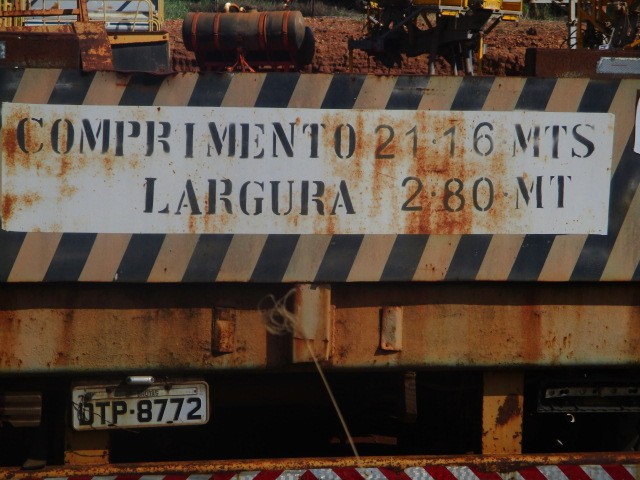 COMPRIMENTO 21·16 MTS
LARGURA 2·80·MT
DTP-8772